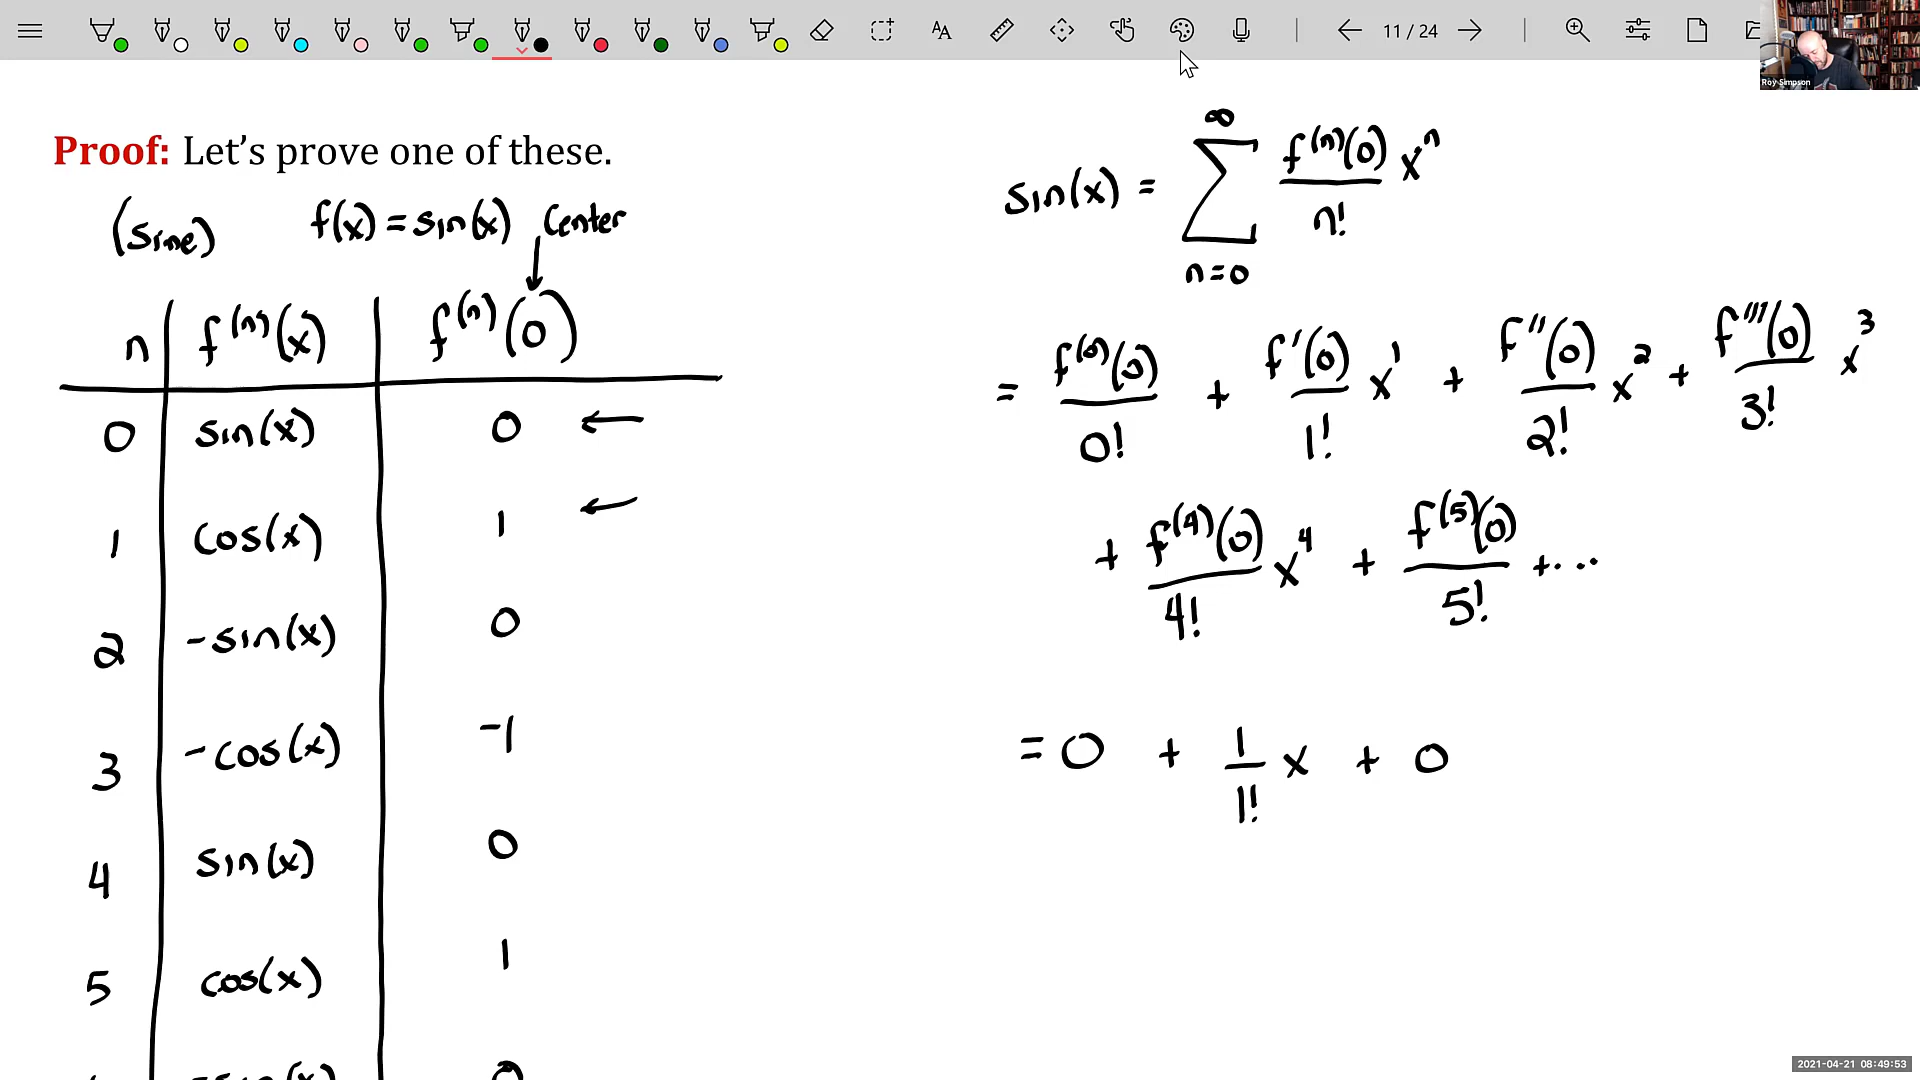 11 / 24
Roy Simpson
Proof: Let's prove one of these.
(Sine) f(x) = sin(x) center
n f^(n)(x) f^(n)(0)
0 sin(x) 0 ←
1 cos(x) 1 ←
2 -sin(x) 0
3 -cos(x) -1
4 sin(x) 0
5 cos(x) 1
sin(x) = ∑_{n=0}^{∞} f^(n)(0)/n! x^n
= f^(0)(0)/0! + f'(0)/1! x^1 + f''(0)/2! x^2 + f'''(0)/3! x^3
+ f^(4)(0)/4! x^4 + f^(5)(0)/5! + ...
= 0 + 1/1! x + 0
2021-04-21 08:49:53